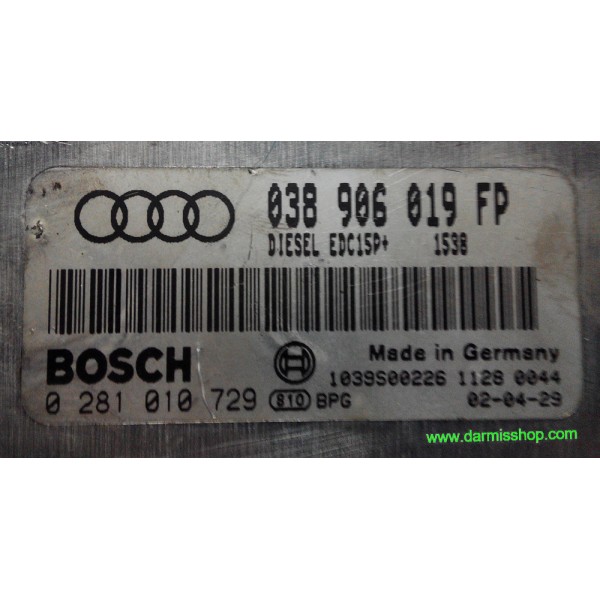 038 906 019 FP
DIESEL EDC15P+ 1538
BOSCH
Made in Germany
1039S00226 1128 0044
0 281 010 729 810 BPG 02-04-29
www.darmisshop.com